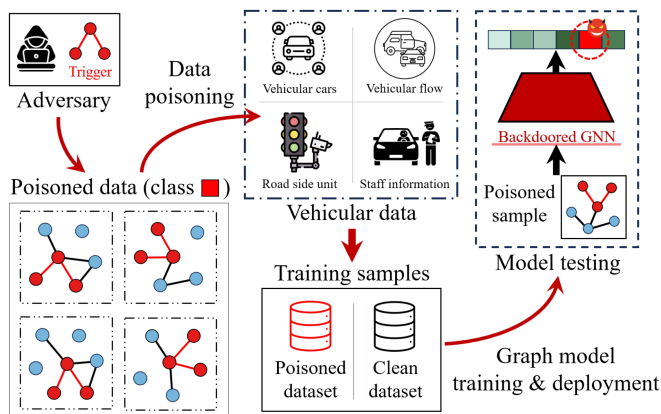 Trigger
Adversary
Data
poisoning
Poisoned data (class )
Vehicular cars
Vehicular flow
Road side unit
Staff information
Vehicular data
Training samples
Poisoned
dataset
Clean
dataset
Graph model
training & deployment
Backdoored GNN
Poisoned
sample
Model testing